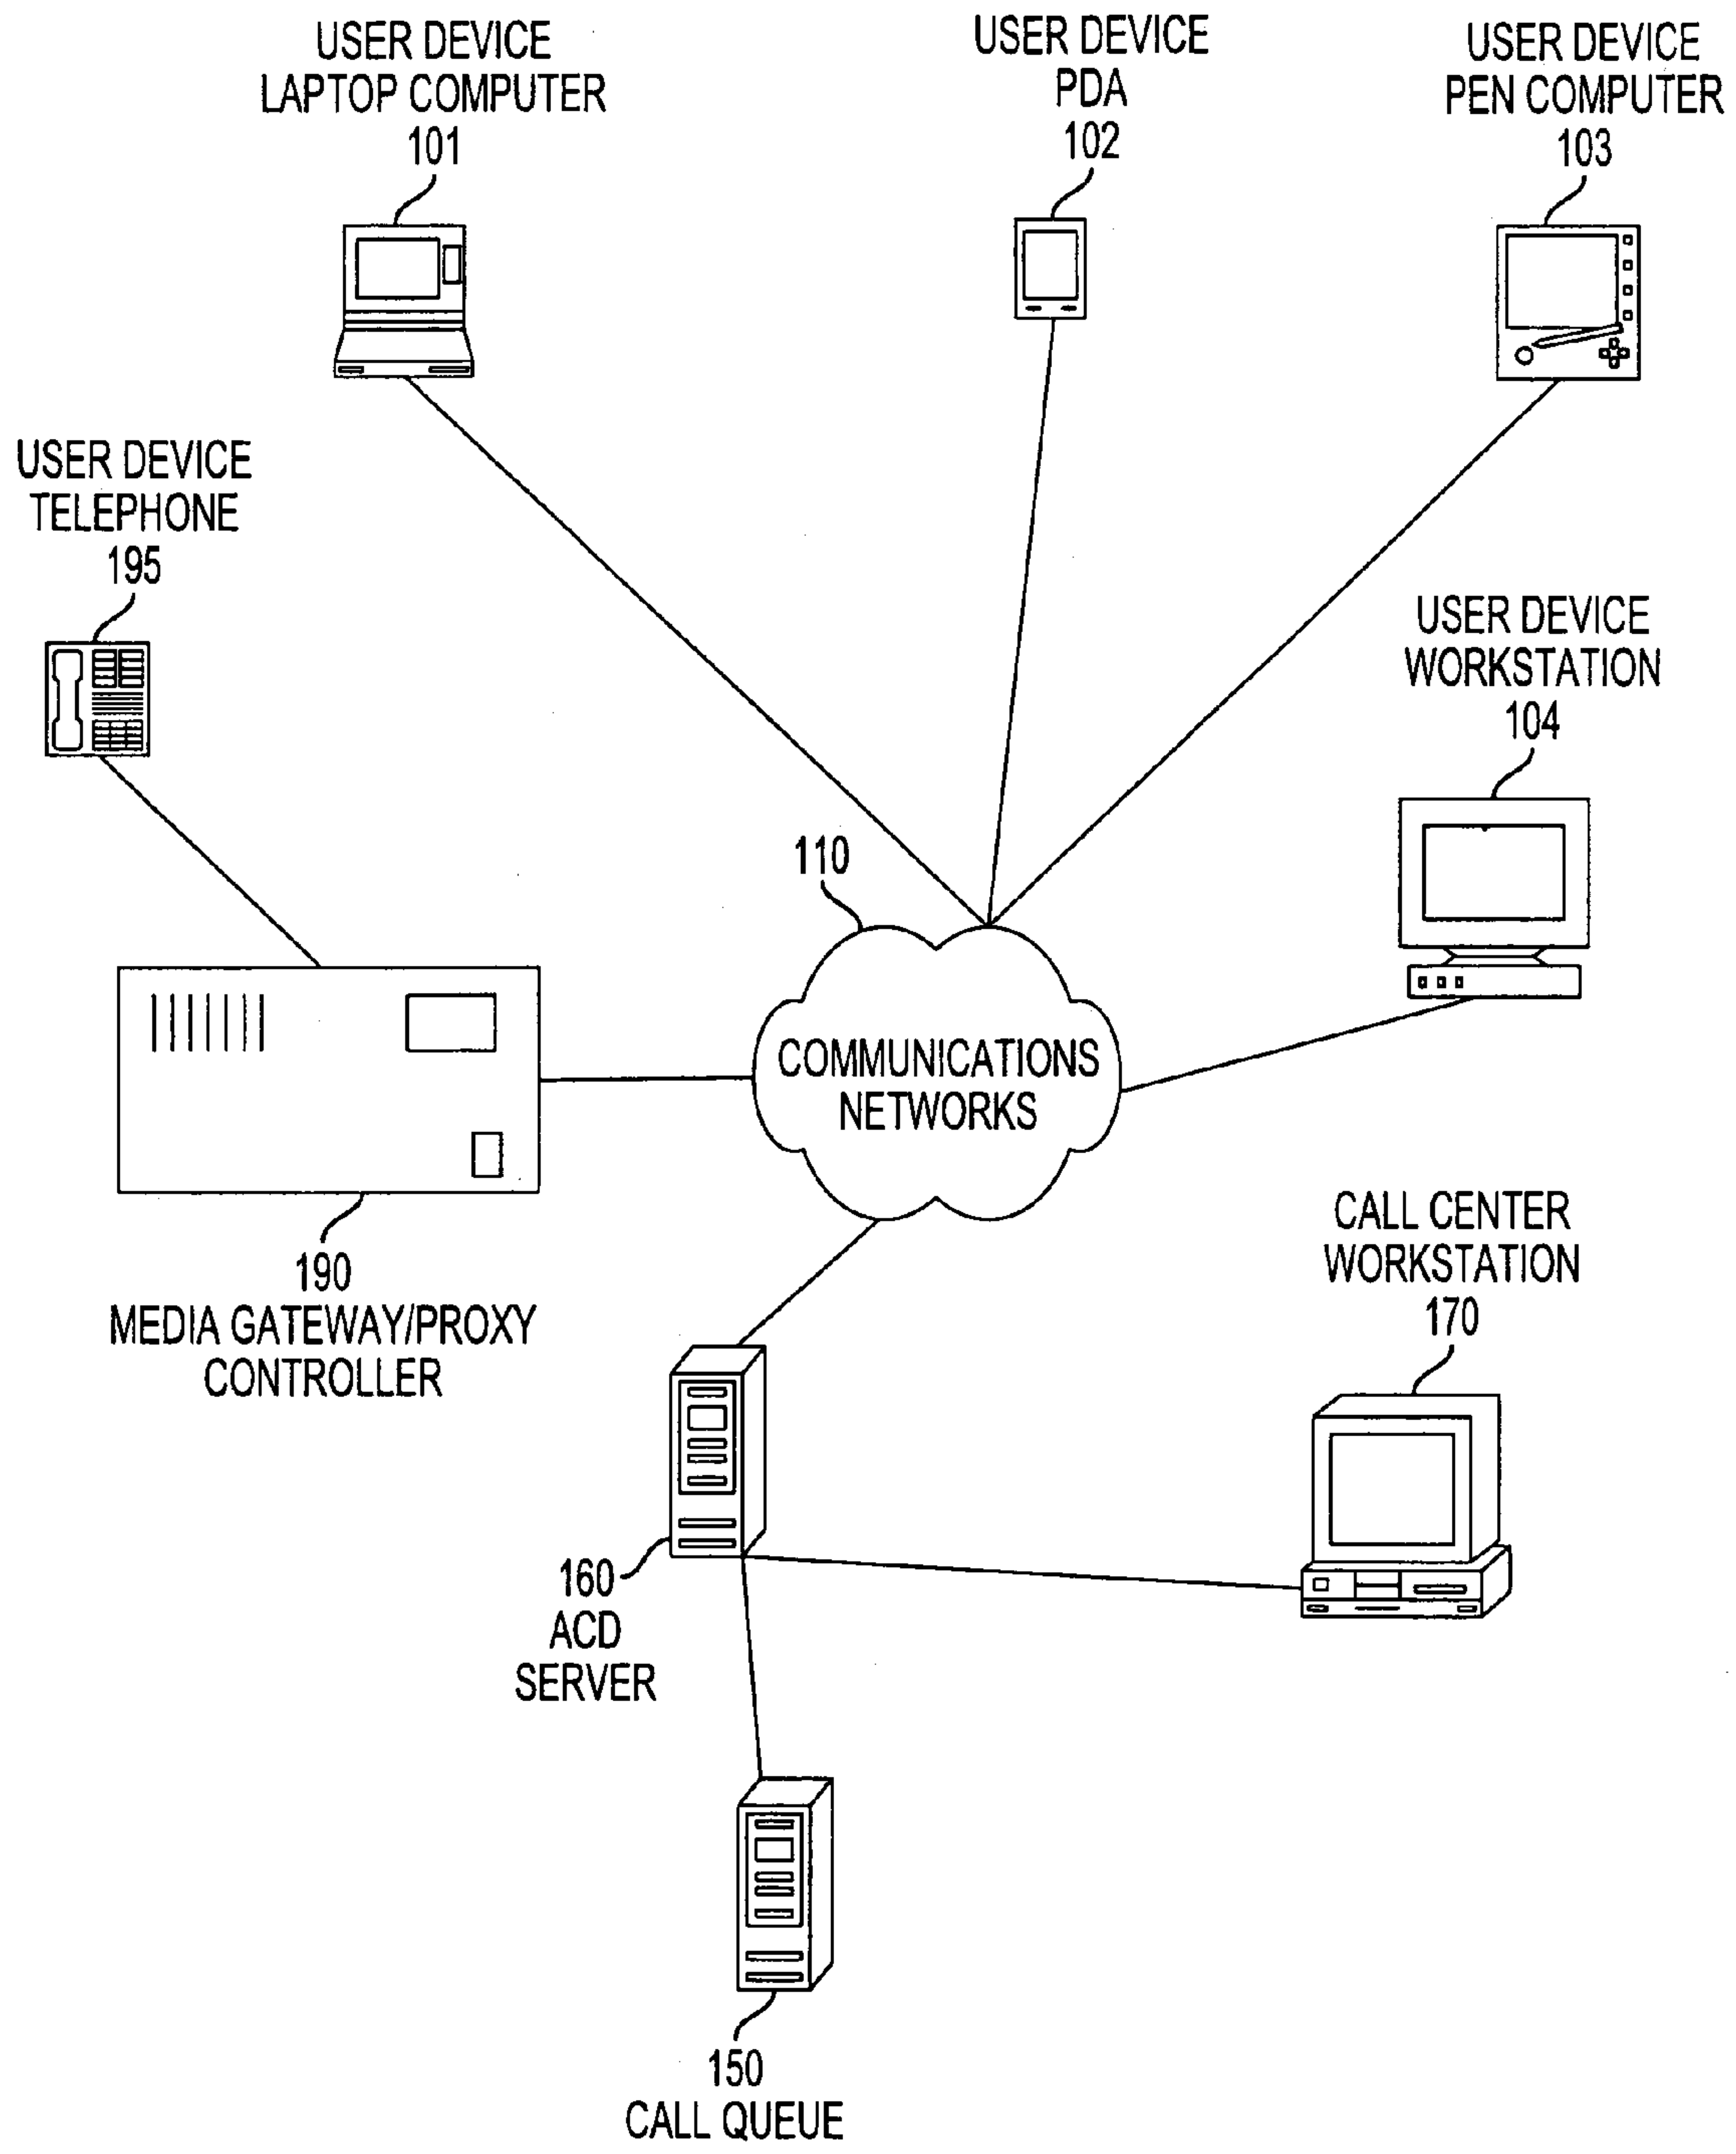 USER DEVICE
LAPTOP COMPUTER
101
USER DEVICE
PDA
102
USER DEVICE
PEN COMPUTER
103
USER DEVICE
TELEPHONE
195
USER DEVICE
WORKSTATION
104
110
COMMUNICATIONS
NETWORKS
190
MEDIA GATEWAY/PROXY
CONTROLLER
CALL CENTER
WORKSTATION
170
160
ACD
SERVER
150
CALL QUEUE